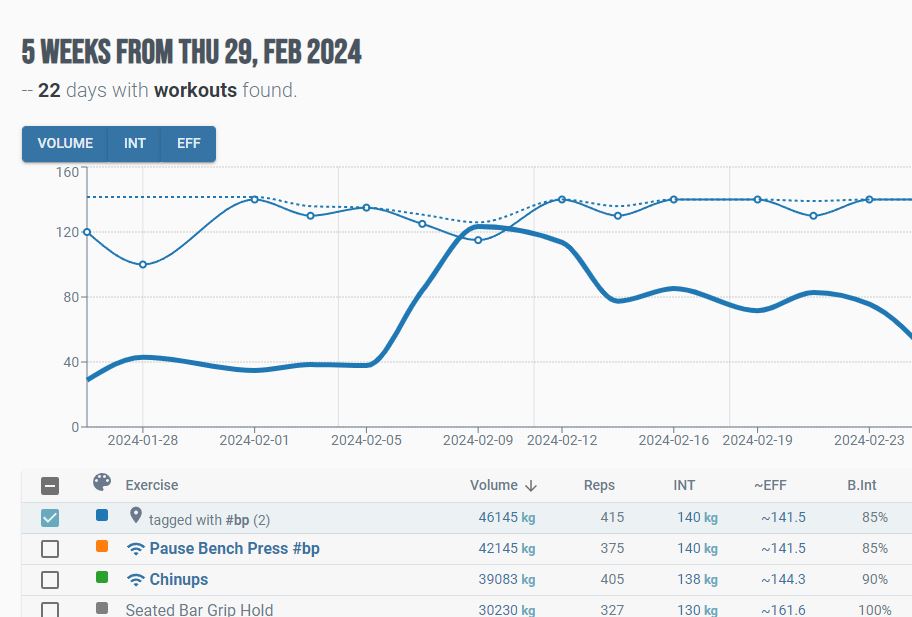 5 WEEKS FROM THU 29, FEB 2024
-- 22 days with workouts found.
VOLUME INT EFF
160
120
80
40
0
2024-01-28 2024-02-01 2024-02-05 2024-02-09 2024-02-12 2024-02-16 2024-02-19 2024-02-23
Exercise Volume ↓ Reps INT ~EFF B.Int
tagged with #bp (2) 46145 kg 415 140 kg ~141.5 85%
Pause Bench Press #bp 42145 kg 375 140 kg ~141.5 85%
Chinups 39083 kg 405 138 kg ~144.3 90%
Seated Bar Grip Hold 30230 kg 327 130 kg ~161.6 100%